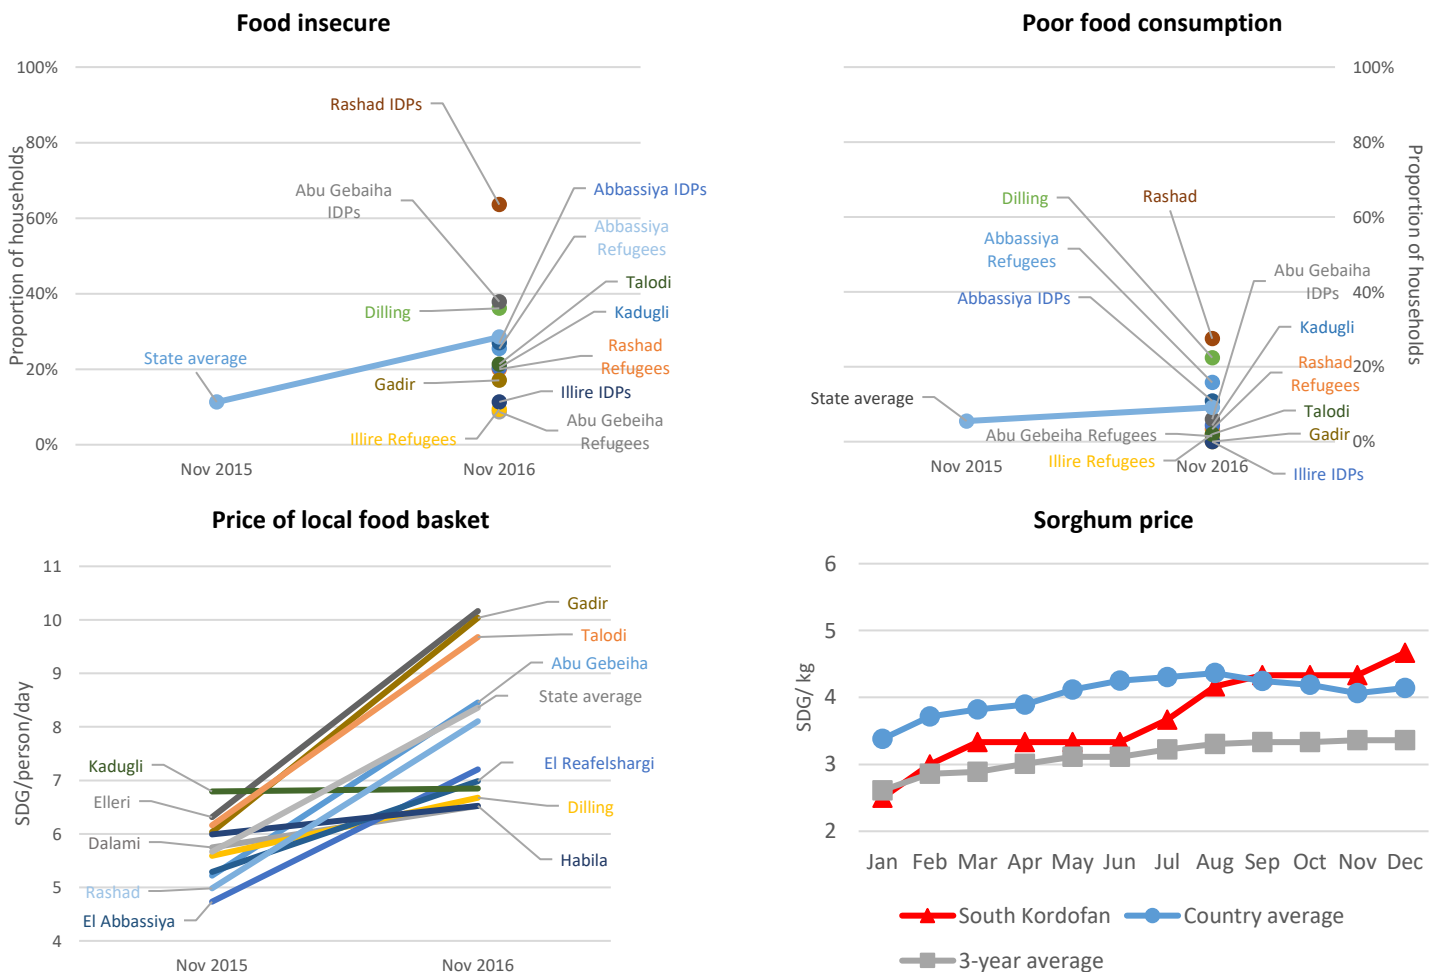 Food insecure
100%
80%
60%
40%
20%
0%
Proportion of households
Rashad IDPs
Abu Gebaiha
IDPs
Dilling
State average
Gadir
Illire Refugees
Abbassiya IDPs
Abbassiya
Refugees
Talodi
Kadugli
Rashad
Refugees
Illire IDPs
Abu Gebeiha
Refugees
Nov 2015
Nov 2016
Poor food consumption
100%
80%
60%
40%
20%
0%
Proportion of households
Rashad
Dilling
Abbassiya
Refugees
Abbassiya IDPs
State average
Abu Gebeiha Refugees
Illire Refugees
Abu Gebaiha
IDPs
Kadugli
Rashad
Refugees
Talodi
Gadir
Illire IDPs
Nov 2015
Nov 2016
Price of local food basket
11
10
9
8
7
6
5
4
SDG/person/day
Kadugli
Elleri
Dalami
Rashad
El Abbassiya
Gadir
Talodi
Abu Gebeiha
State average
El Reafelshargi
Dilling
Habila
Nov 2015
Nov 2016
Sorghum price
6
5
4
3
2
SDG/ kg
Jan Feb Mar Apr May Jun Jul Aug Sep Oct Nov Dec
South Kordofan
Country average
3-year average